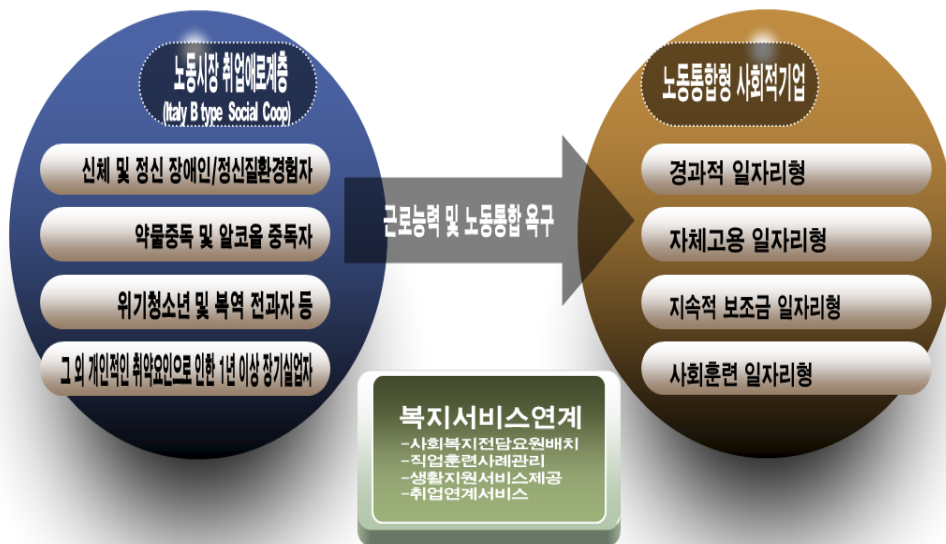 노동시장 취업애로계층
(Italy B type Social Coop)
신체 및 정신 장애인/정신질환경험자
약물중독 및 알코올 중독자
위기청소년 및 복역 전과자 등
그 외 개인적인 취약요인으로 인한 1년 이상 장기실업자
근로능력 및 노동통합 욕구
노동통합형 사회적기업
경과적 일자리형
자체고용 일자리형
지속적 보조금 일자리형
사회훈련 일자리형
복지서비스연계
-사회복지전담요원배치
-직업훈련사례관리
-생활지원서비스제공
-취업연계서비스